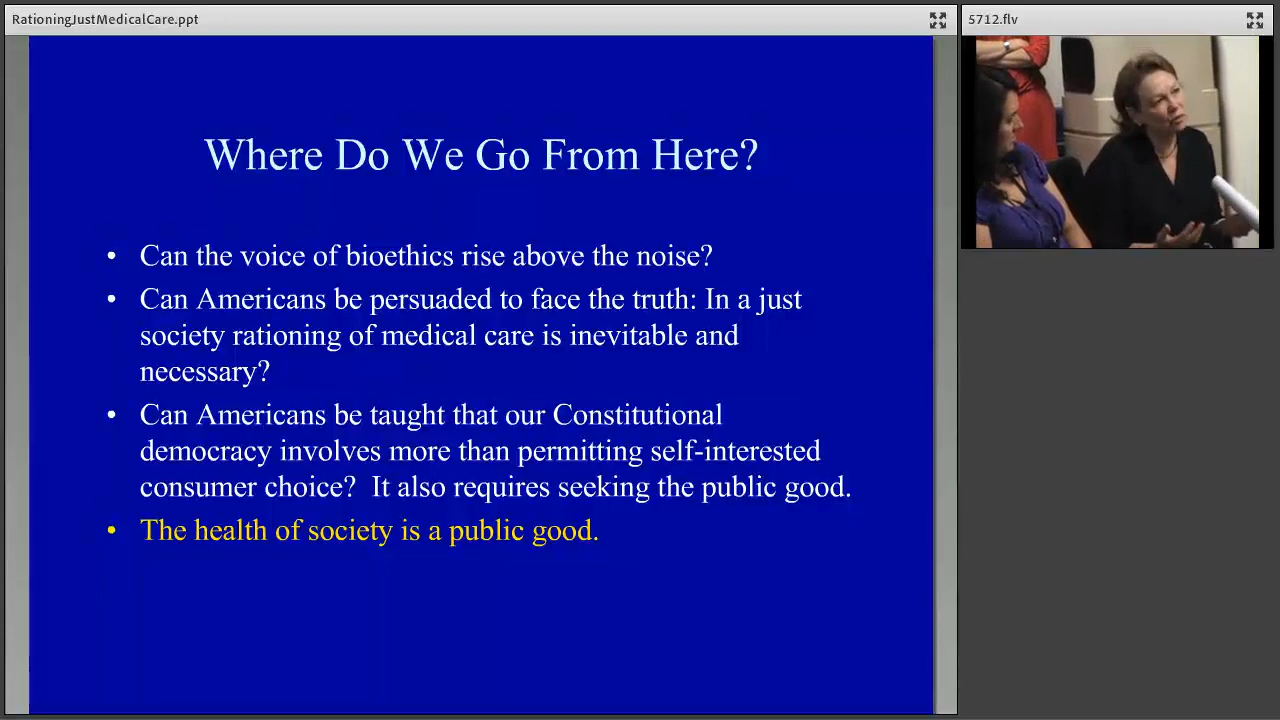 RationingJustMedicalCare.ppt
5712.flv
Where Do We Go From Here?
• Can the voice of bioethics rise above the noise?
• Can Americans be persuaded to face the truth: In a just
society rationing of medical care is inevitable and
necessary?
• Can Americans be taught that our Constitutional
democracy involves more than permitting self-interested
consumer choice?  It also requires seeking the public good.
• The health of society is a public good.